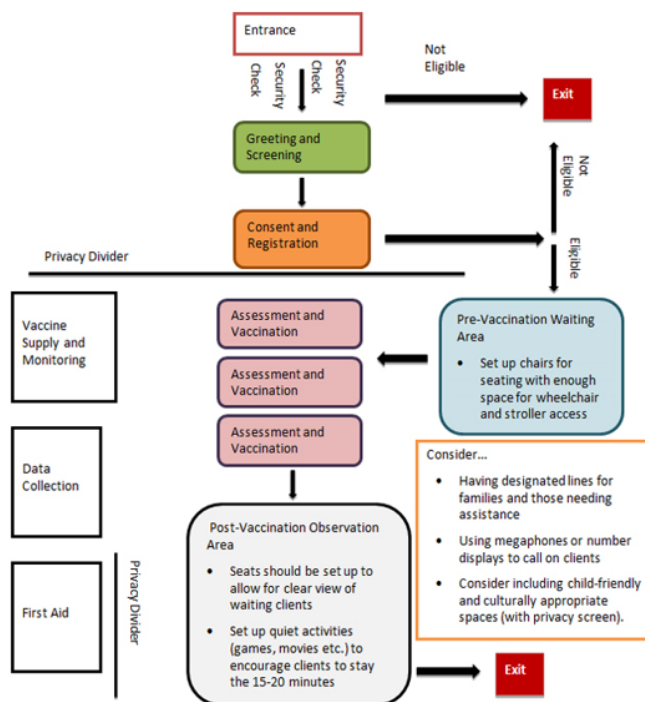 Entrance
Security
Check
Security
Check
Not
Eligible
Exit
Greeting and
Screening
Not
Eligible
Consent and
Registration
Eligible
Privacy Divider
Vaccine
Supply and
Monitoring
Assessment and
Vaccination
Assessment and
Vaccination
Assessment and
Vaccination
Pre-Vaccination Waiting
Area
• Set up chairs for
seating with enough
space for wheelchair
and stroller access
Data
Collection
Consider...
• Having designated lines for
families and those needing
assistance
• Using megaphones or number
displays to call on clients
• Consider including child-friendly
and culturally appropriate
spaces (with privacy screen).
Post-Vaccination Observation
Area
• Seats should be set up to
allow for clear view of
waiting clients
• Set up quiet activities
(games, movies etc.) to
encourage clients to stay
the 15-20 minutes
Privacy Divider
First Aid
Exit